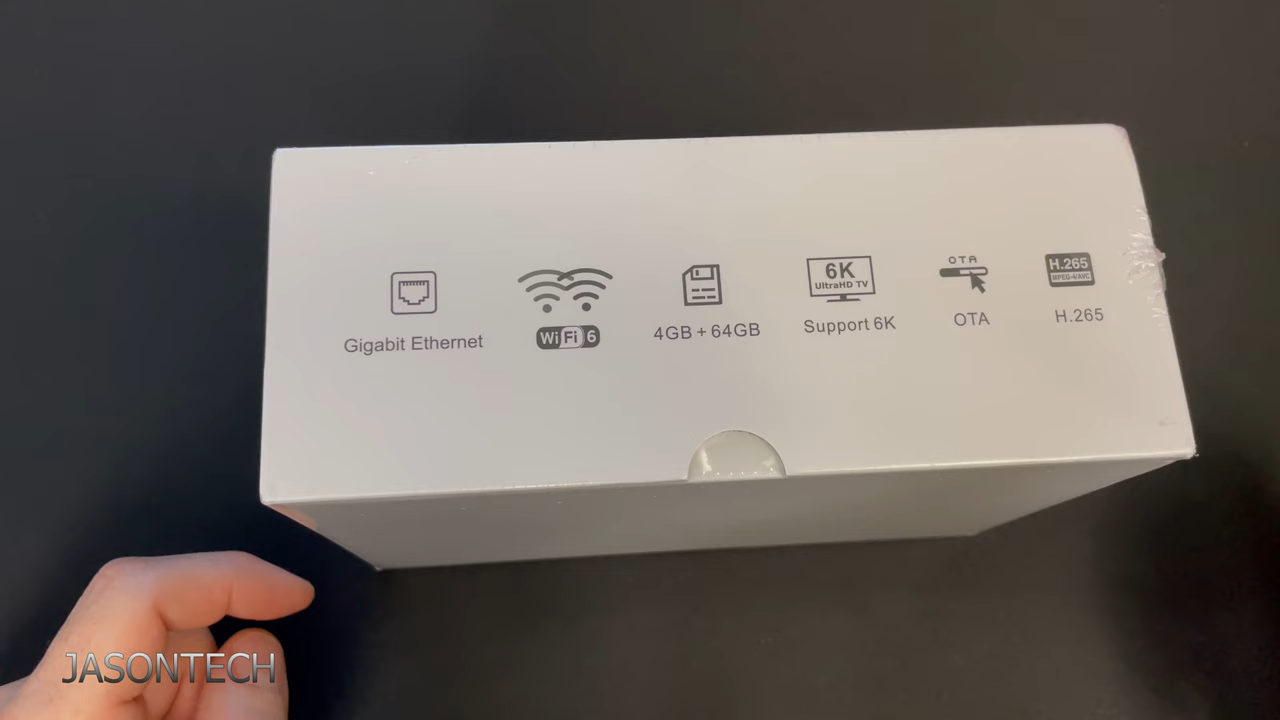 Gigabit Ethernet
WiFi 6
4GB + 64GB
6K
UltraHD TV
Support 6K
OTA
OTA
H.265
MPEG-4/AVC
H.265
JASONTECH